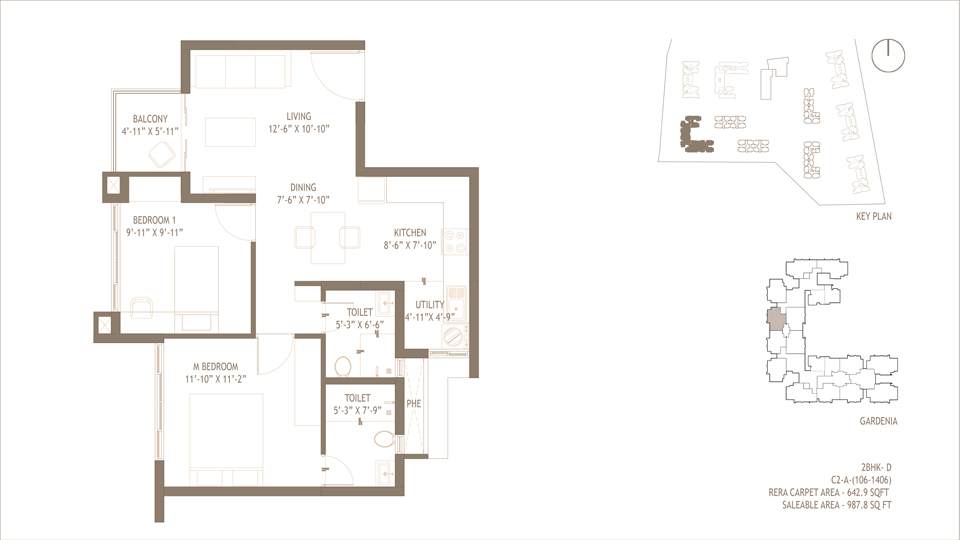 BALCONY
4'-11" X 5'-11"
LIVING
12'-6" X 10'-10"
DINING
7'-6" X 7'-10"
BEDROOM 1
9'-11" X 9'-11"
KITCHEN
8'-6" X 7'-10"
UTILITY
4'-11"X 4'-9"
TOILET
5'-3" X 6'-6"
M BEDROOM
11'-10" X 11'-2"
TOILET
5'-3" X 7'-9"
PHE
KEY PLAN
GARDENIA
2BHK- D
C2-A-(106-1406)
RERA CARPET AREA - 642.9 SQFT
SALEABLE AREA - 987.8 SQ FT